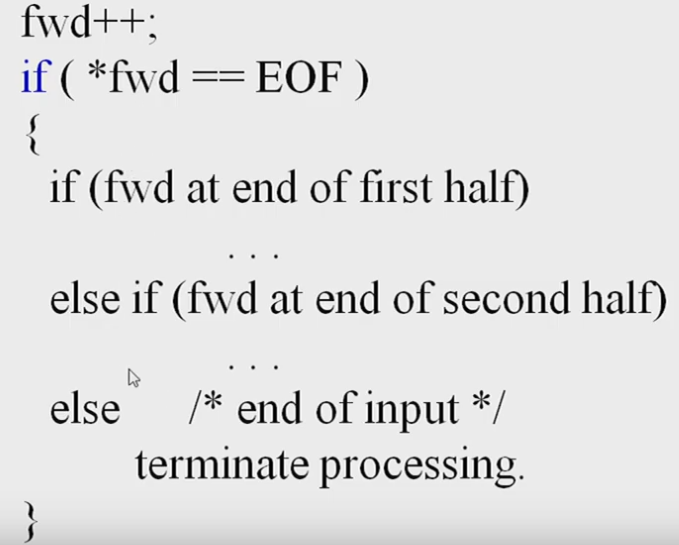 fwd++;
if ( *fwd == EOF )
{
if (fwd at end of first half)
. . .
else if (fwd at end of second half)
. . .
else /* end of input */
terminate processing.
}